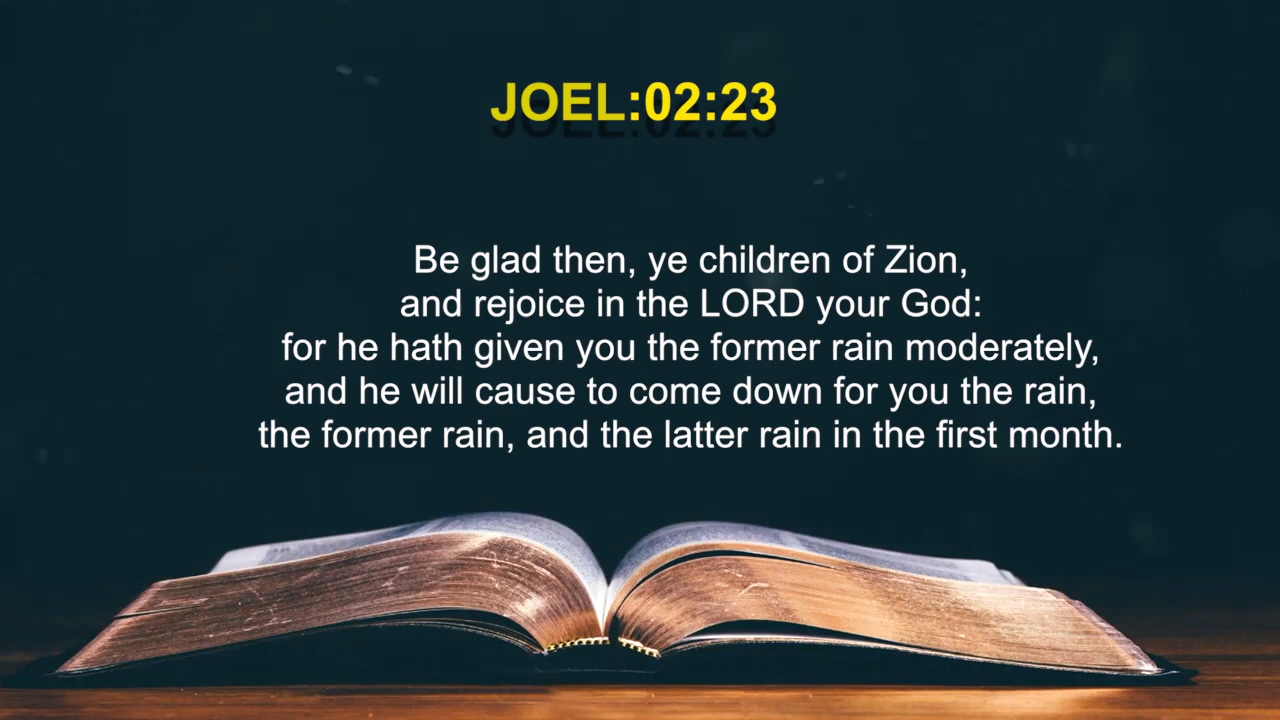 JOEL:02:23
Be glad then, ye children of Zion,
and rejoice in the LORD your God:
for he hath given you the former rain moderately,
and he will cause to come down for you the rain,
the former rain, and the latter rain in the first month.